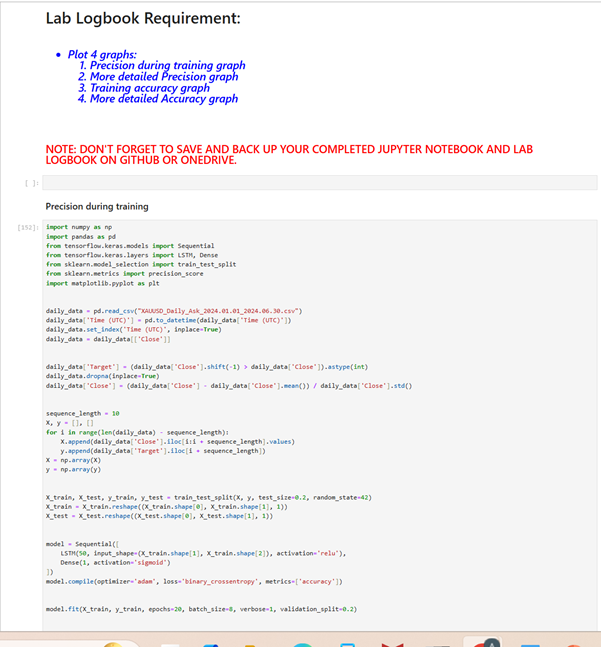 Lab Logbook Requirement:
• Plot 4 graphs:
1. Precision during training graph
2. More detailed Precision graph
3. Training accuracy graph
4. More detailed Accuracy graph
NOTE: DON'T FORGET TO SAVE AND BACK UP YOUR COMPLETED JUPYTER NOTEBOOK AND LAB
LOGBOOK ON GITHUB OR ONEDRIVE.
[ ]:
Precision during training
[152]:
import numpy as np
import pandas as pd
from tensorflow.keras.models import Sequential
from tensorflow.keras.layers import LSTM, Dense
from sklearn.model_selection import train_test_split
from sklearn.metrics import precision_score
import matplotlib.pyplot as plt
daily_data = pd.read_csv("XAUUSD_Daily_Ask_2024.01.01_2024.06.30.csv")
daily_data['Time (UTC)'] = pd.to_datetime(daily_data['Time (UTC)'])
daily_data.set_index('Time (UTC)', inplace=True)
daily_data = daily_data[['Close']]
daily_data['Target'] = (daily_data['Close'].shift(-1) > daily_data['Close']).astype(int)
daily_data.dropna(inplace=True)
daily_data['Close'] = (daily_data['Close'] - daily_data['Close'].mean()) / daily_data['Close'].std()
sequence_length = 10
X, y = [], []
for i in range(len(daily_data) - sequence_length):
    X.append(daily_data['Close'].iloc[i:i + sequence_length].values)
    y.append(daily_data['Target'].iloc[i + sequence_length])
X = np.array(X)
y = np.array(y)
X_train, X_test, y_train, y_test = train_test_split(X, y, test_size=0.2, random_state=42)
X_train = X_train.reshape((X_train.shape[0], X_train.shape[1], 1))
X_test = X_test.reshape((X_test.shape[0], X_test.shape[1], 1))
model = Sequential([
    LSTM(50, input_shape=(X_train.shape[1], X_train.shape[2]), activation='relu'),
    Dense(1, activation='sigmoid')
])
model.compile(optimizer='adam', loss='binary_crossentropy', metrics=['accuracy'])
model.fit(X_train, y_train, epochs=20, batch_size=8, verbose=1, validation_split=0.2)